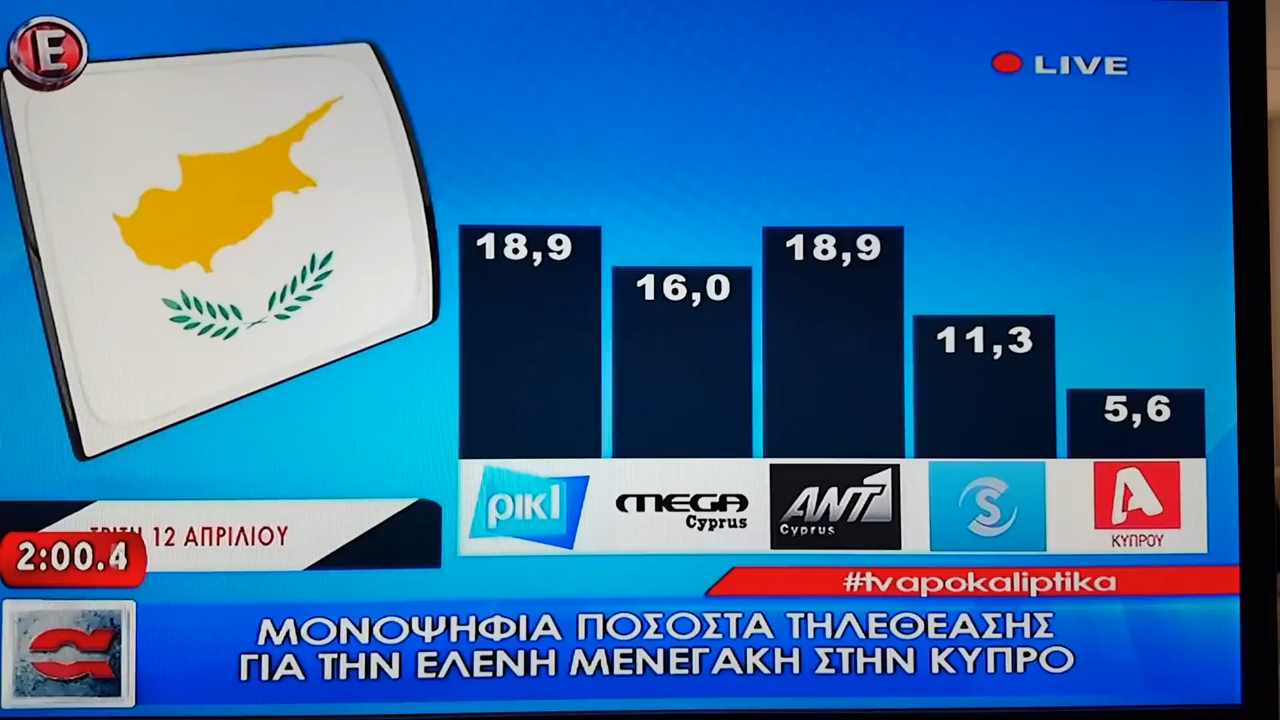 E
LIVE
18,9
16,0
18,9
11,3
5,6
ρικ1
MEGA
Cyprus
ANT1
Cyprus
S
A
ΚΥΠΡΟΥ
ΤΡΙΤΗ 12 ΑΠΡΙΛΙΟΥ
2:00.4
#tvapokaliptika
α
ΜΟΝΟΨΗΦΙΑ ΠΟΣΟΣΤΑ ΤΗΛΕΘΕΑΣΗΣ
ΓΙΑ ΤΗΝ ΕΛΕΝΗ ΜΕΝΕΓΑΚΗ ΣΤΗΝ ΚΥΠΡΟ